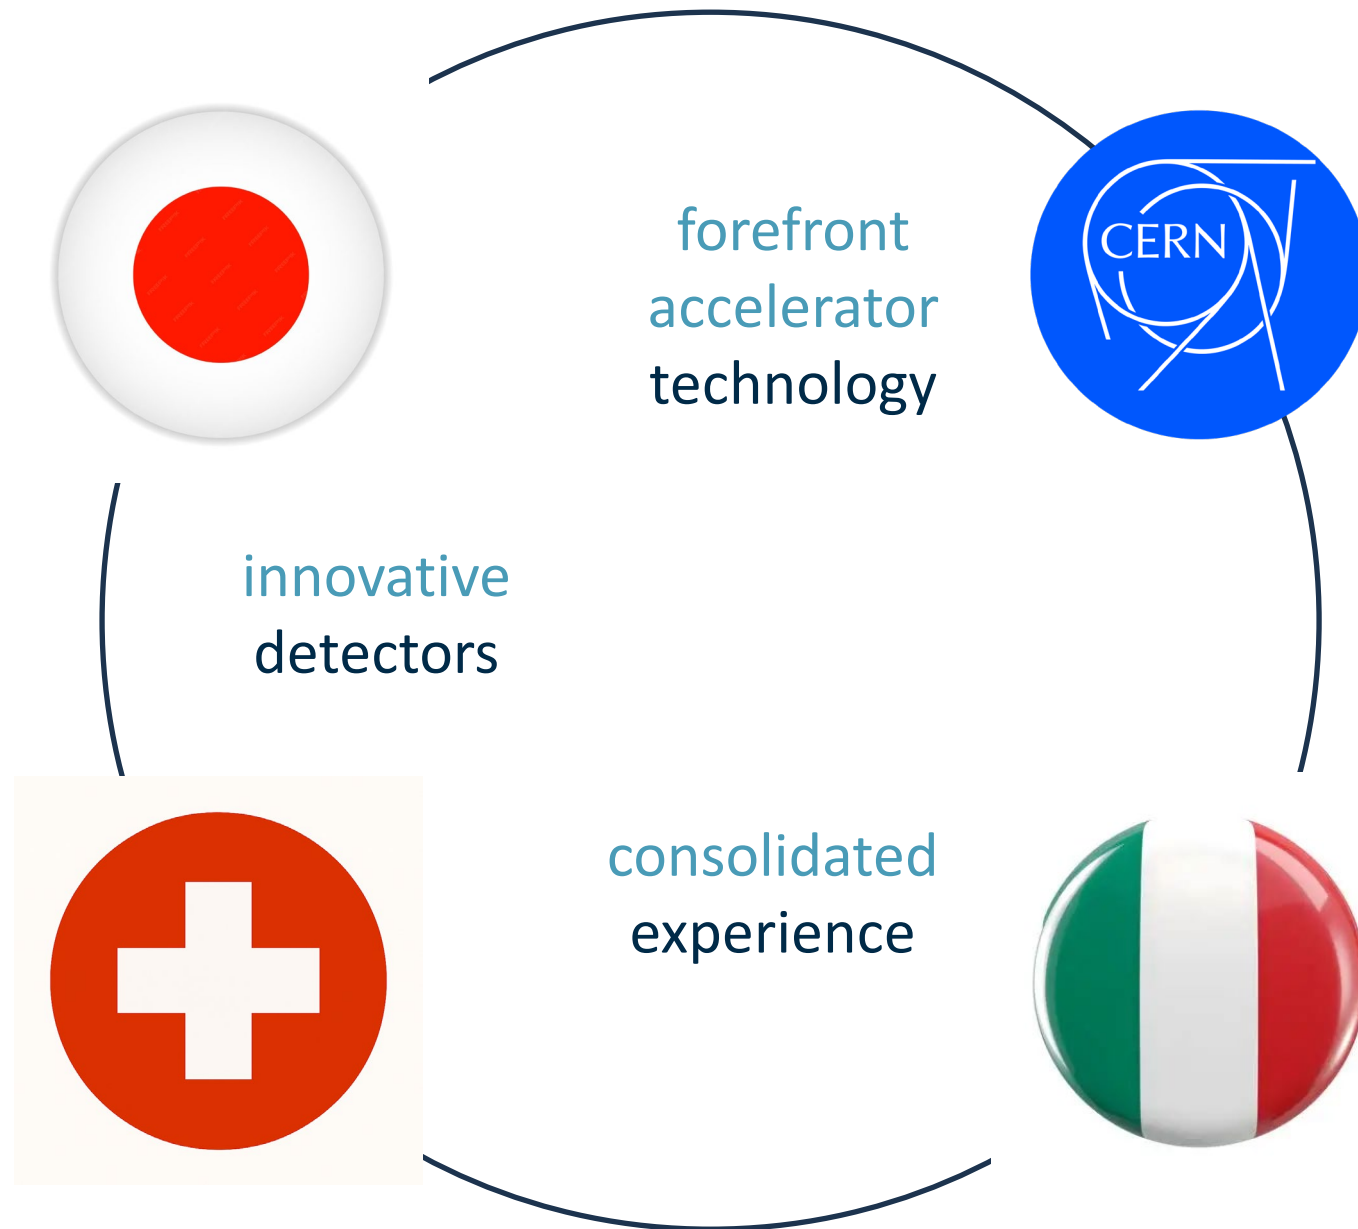 forefront
accelerator
technology
CERN
innovative
detectors
consolidated
experience